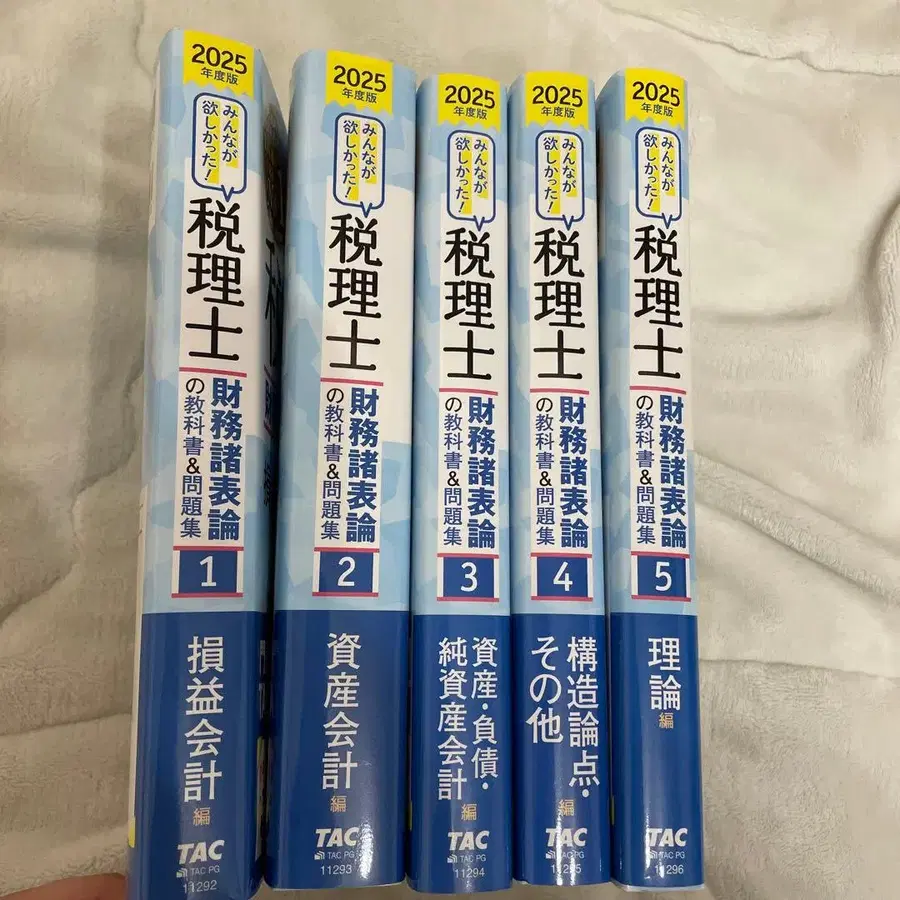 2025
年度版
みんなが
欲しかった!
税理士
財務諸表論
の教科書&問題集
1
損益会計
編
TAC
TAC PG
11292
2025
年度版
みんなが
欲しかった!
税理士
財務諸表論
の教科書&問題集
2
資産会計
編
TAC
TAC PG
11293
2025
年度版
みんなが
欲しかった!
税理士
財務諸表論
の教科書&問題集
3
資産・負債・
純資産会計
編
TAC
TAC PG
11294
2025
年度版
みんなが
欲しかった!
税理士
財務諸表論
の教科書&問題集
4
構造論点・
その他
編
TAC
TAC PG
11295
2025
年度版
みんなが
欲しかった!
税理士
財務諸表論
の教科書&問題集
5
理論
編
TAC
TAC PG
11296